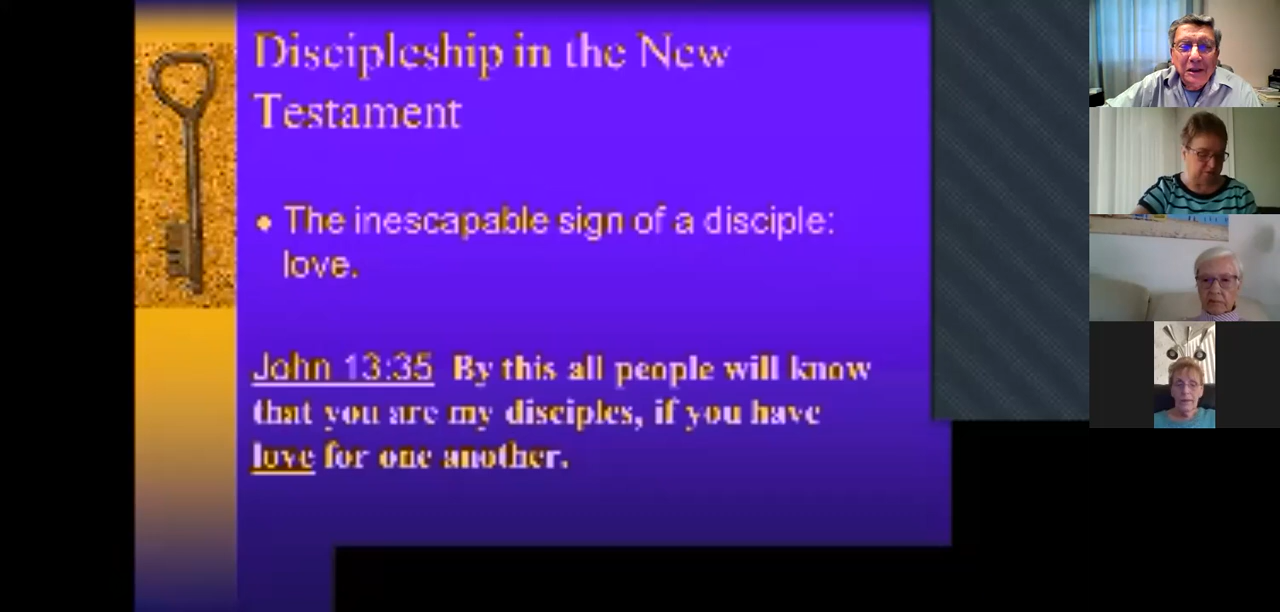 Discipleship in the New
Testament
• The inescapable sign of a disciple:
love.
John 13:35 By this all people will know
that you are my disciples, if you have
love for one another.